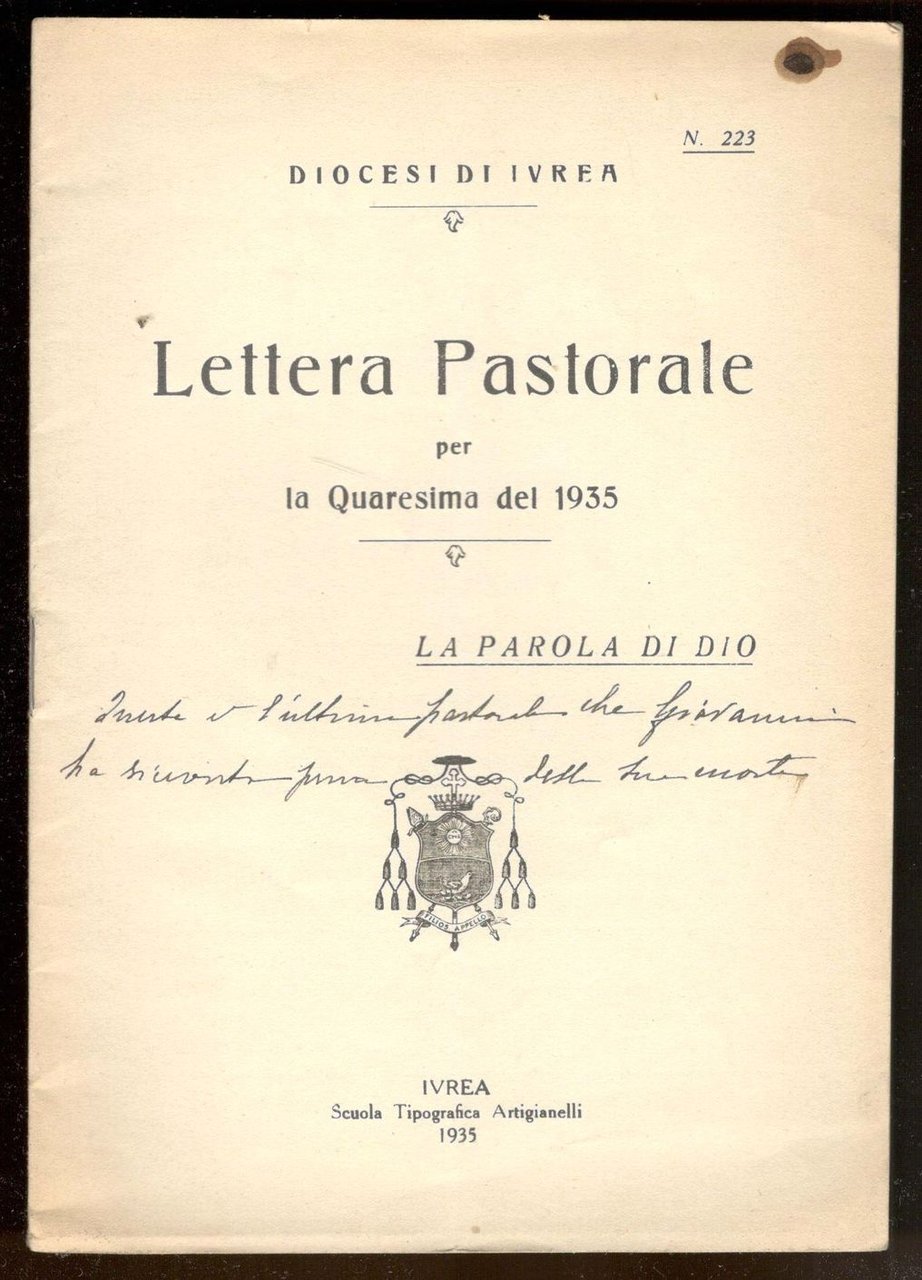 N. 223
DIOCESI DI IVREA
Lettera Pastorale
per
la Quaresima del 1935
LA PAROLA DI DIO
Questa è l'ultima pastorale che Giovanni
ha ricevuta prima della sua morte
FILIOS APPELLO
IVREA
Scuola Tipografica Artigianelli
1935